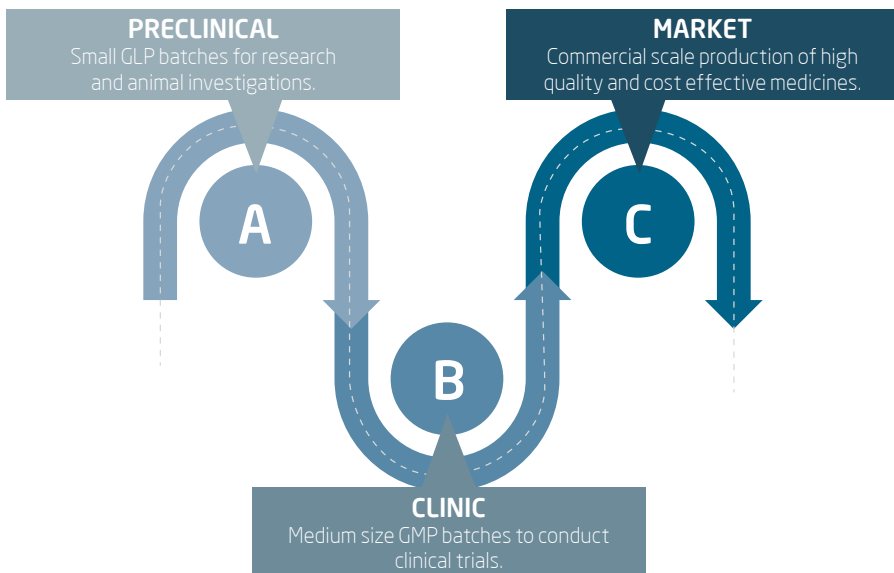 PRECLINICAL
Small GLP batches for research
and animal investigations.
A
CLINIC
Medium size GMP batches to conduct
clinical trials.
B
MARKET
Commercial scale production of high
quality and cost effective medicines.
C